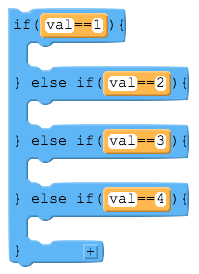 if(val==1){
} else if(val==2){
} else if(val==3){
} else if(val==4){
} +